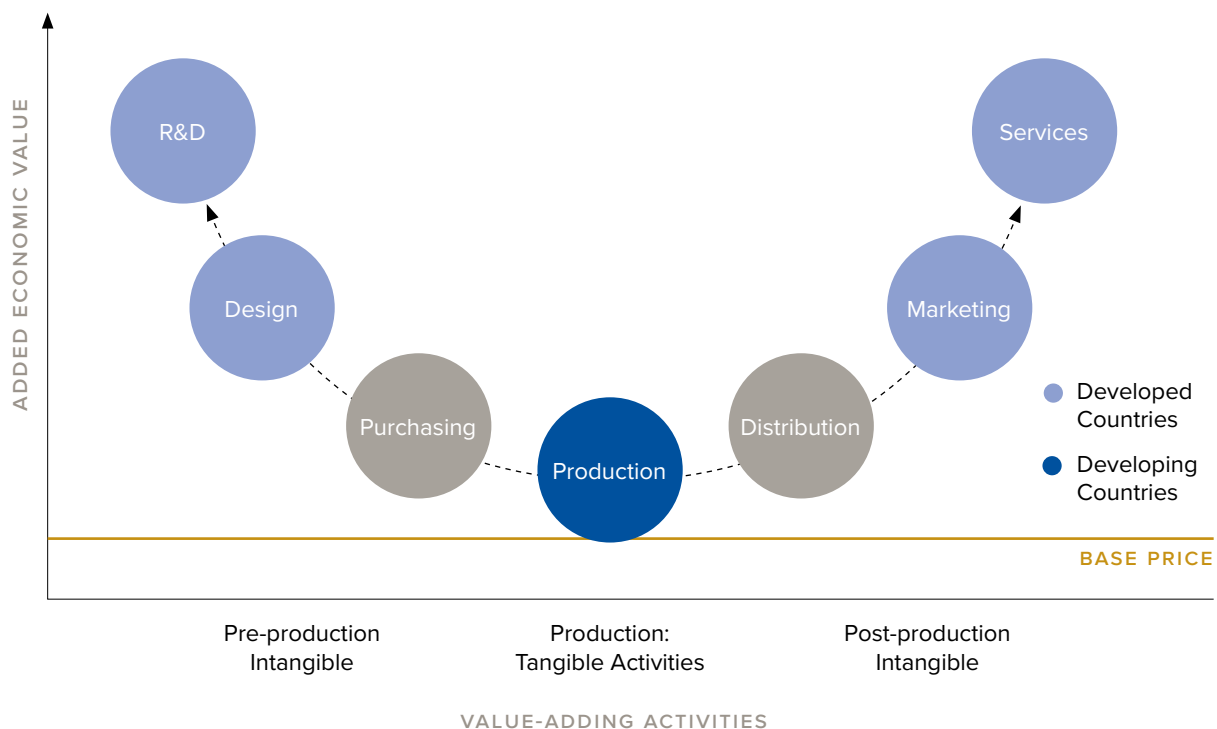 ADDED ECONOMIC VALUE
R&D
Services
Design
Marketing
Purchasing
Production
Distribution
Developed
Countries
Developing
Countries
BASE PRICE
Pre-production
Intangible
Production:
Tangible Activities
Post-production
Intangible
VALUE-ADDING ACTIVITIES